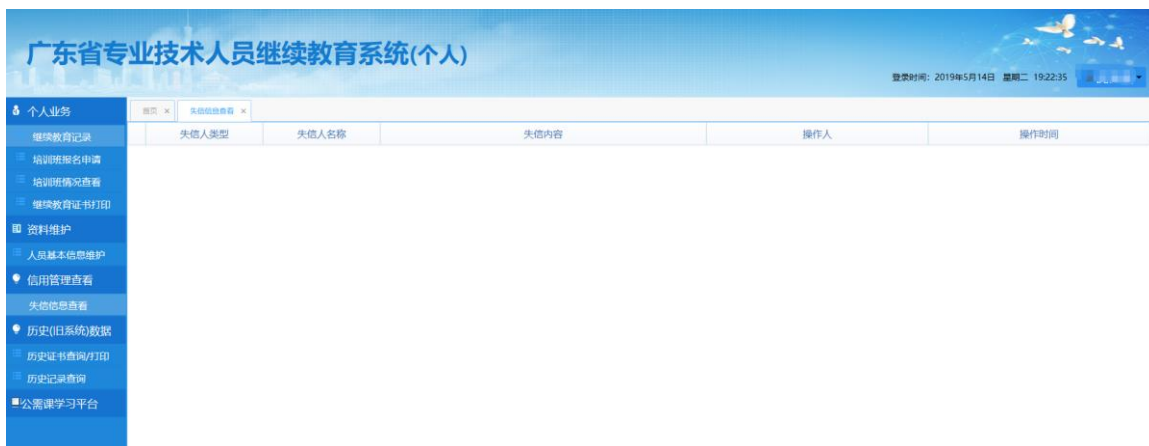 广东省专业技术人员继续教育系统(个人)
登录时间: 2019年5月14日 星期二 19:22:35
个人业务
首页 × 失信信息查看 ×
继续教育记录
失信人类型 失信人名称 失信内容 操作人 操作时间
培训班报名申请
培训班情况查看
继续教育证书打印
资料维护
人员基本信息维护
信用管理查看
失信信息查看
历史(旧系统)数据
历史证书查询/打印
历史记录查询
公需课学习平台